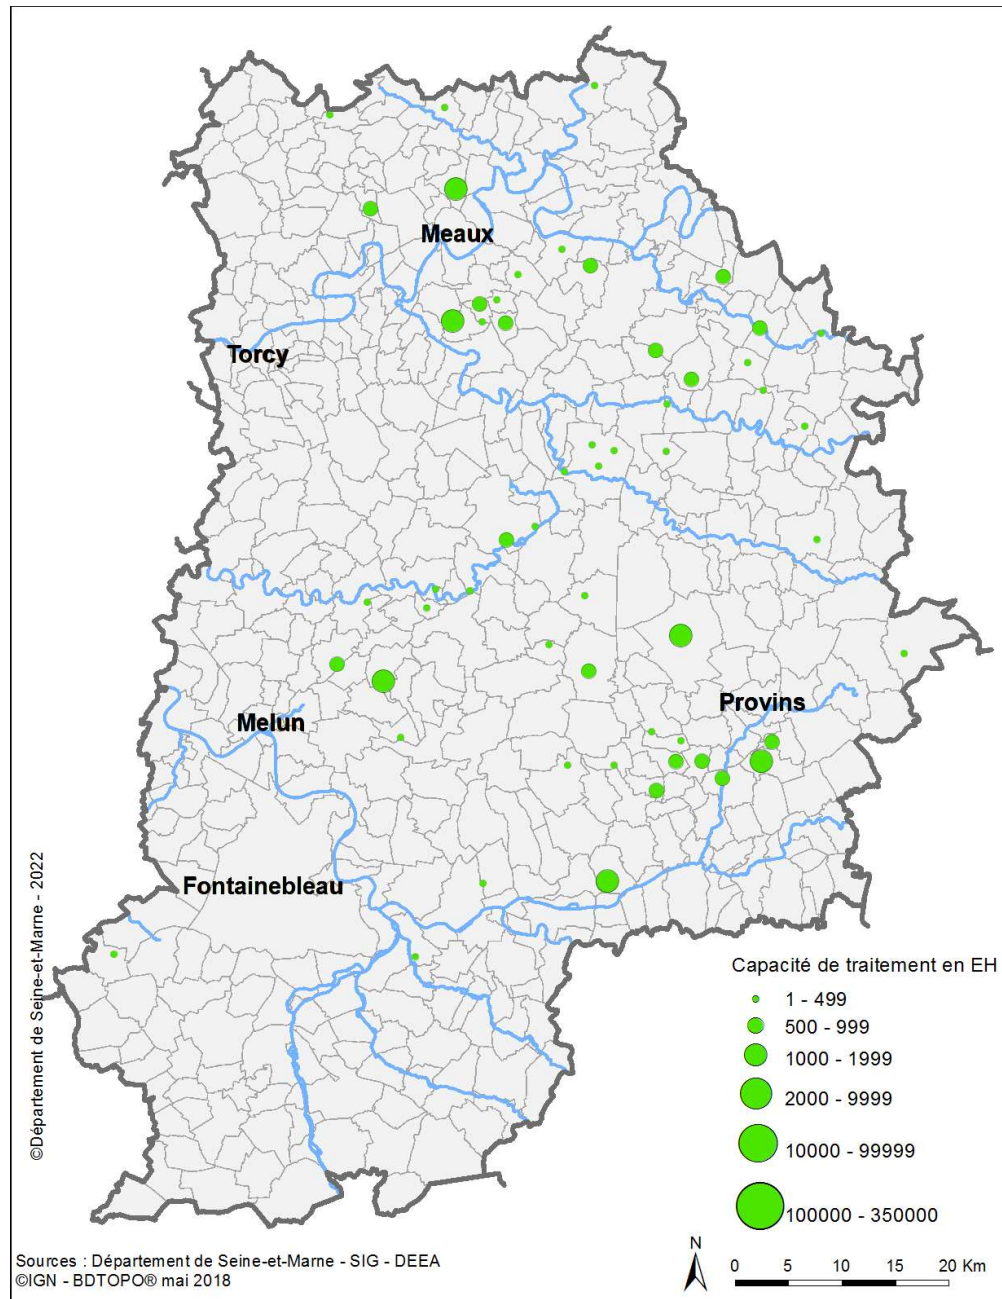 Meaux
Torcy
Provins
Melun
Fontainebleau
©Département de Seine-et-Marne - 2022
Capacité de traitement en EH
1 - 499
500 - 999
1000 - 1999
2000 - 9999
10000 - 99999
100000 - 350000
N
0 5 10 15 20 Km
Sources : Département de Seine-et-Marne - SIG - DEEA
©IGN - BDTOPO® mai 2018